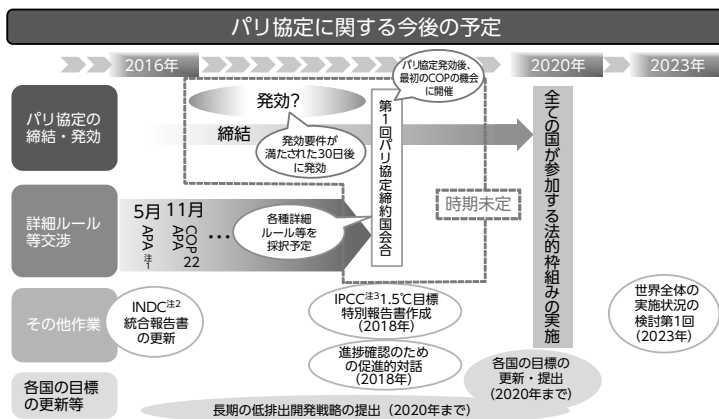 パリ協定に関する今後の予定
2016年
2020年
2023年
パリ協定の
締結・発効
発効？
締結
発効要件が
満たされた30日後
に発効
パリ協定発効後、
最初のCOPの機会
に開催
第1回パリ協定締約国会合
全ての国が参加する法的枠組みの実施
詳細ルール
等交渉
5月
APA
注1
11月
COP
22
APA
…
各種詳細
ルール等を
採択予定
時期未定
その他作業
INDC注2
統合報告書
の更新
IPCC注3 1.5℃目標
特別報告書作成
(2018年)
進捗確認のため
の促進的対話
(2018年)
世界全体の
実施状況の
検討第1回
(2023年)
各国の目標
の更新等
各国の目標の
更新・提出
(2020年まで)
長期の低排出開発戦略の提出（2020年まで）